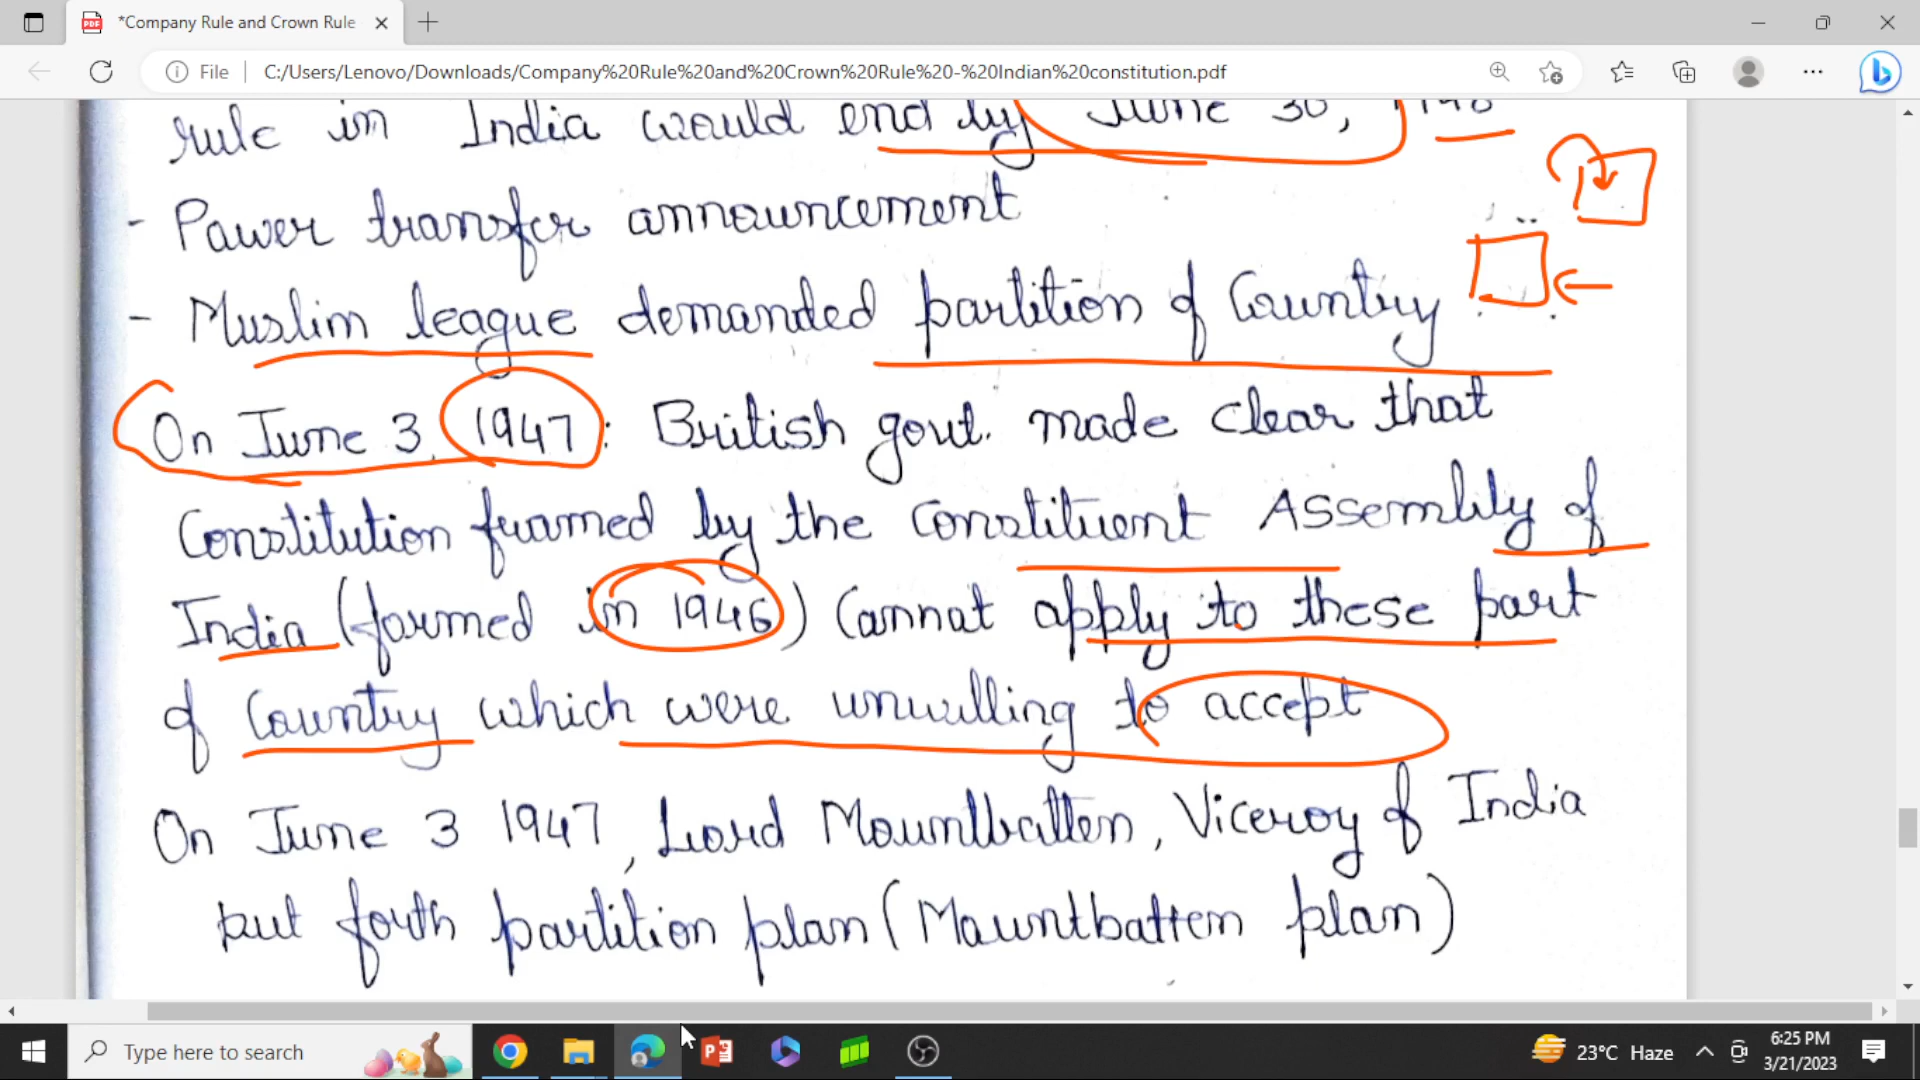 *Company Rule and Crown Rule
File
C:/Users/Lenovo/Downloads/Company%20Rule%20and%20Crown%20Rule%20-%20Indian%20constitution.pdf
rule in India would end by June 30,
- Power transfer announcement
- Muslim league demanded partition of Country
On June 3, 1947: British govt. made clear that
Constitution framed by the Constituent Assembly of
India (formed in 1946) Cannot apply to these part
of Country which were unwilling to accept
On June 3 1947, Lord Mountbatten, Viceroy of India
put forth partition plan (Mountbatten plan)
Type here to search
23°C Haze
6:25 PM
3/21/2023